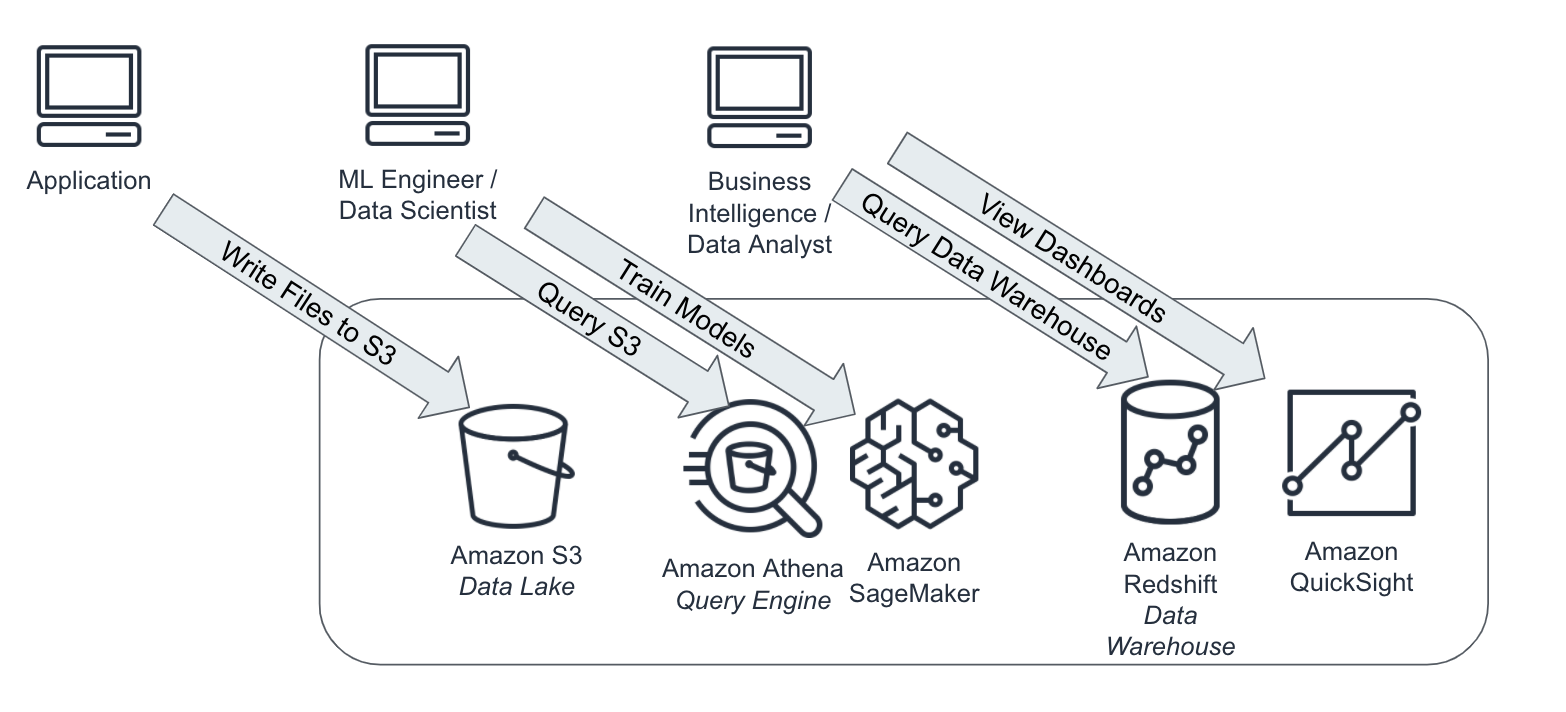 Application
ML Engineer /
Data Scientist
Business
Intelligence /
Data Analyst
Write Files to S3
Query S3
Train Models
Query Data Warehouse
View Dashboards
Amazon S3
Data Lake
Amazon Athena
Query Engine
Amazon
SageMaker
Amazon
Redshift
Data
Warehouse
Amazon
QuickSight